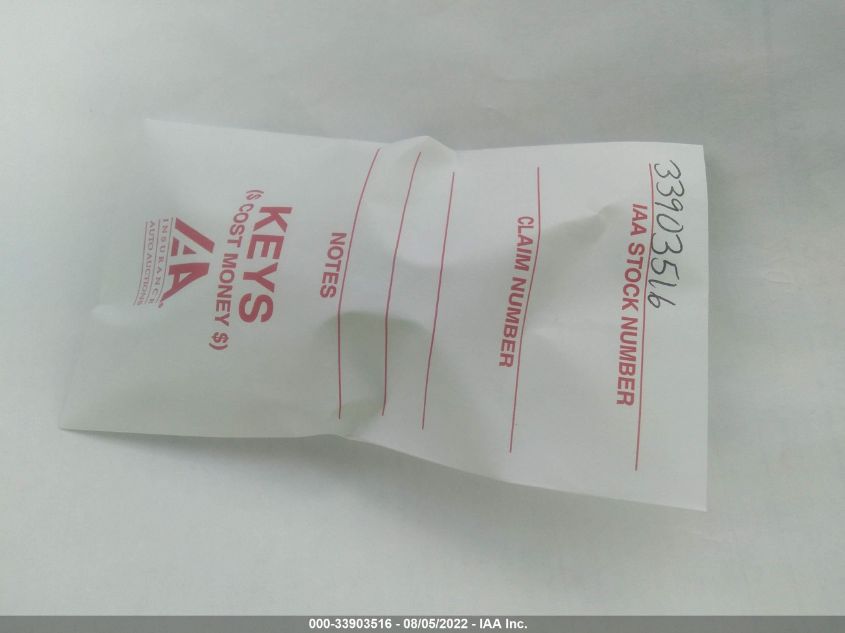 33903516
IAA STOCK NUMBER
CLAIM NUMBER
NOTES
KEYS
($ COST MONEY $)
IAA®
INSURANCE
AUTO AUCTIONS
000-33903516 - 08/05/2022 - IAA Inc.